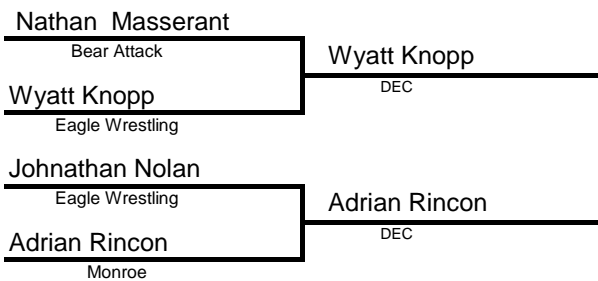 Nathan  Masserant
Bear Attack
Wyatt Knopp
DEC
Wyatt Knopp
Eagle Wrestling
Johnathan Nolan
Eagle Wrestling
Adrian Rincon
DEC
Adrian Rincon
Monroe